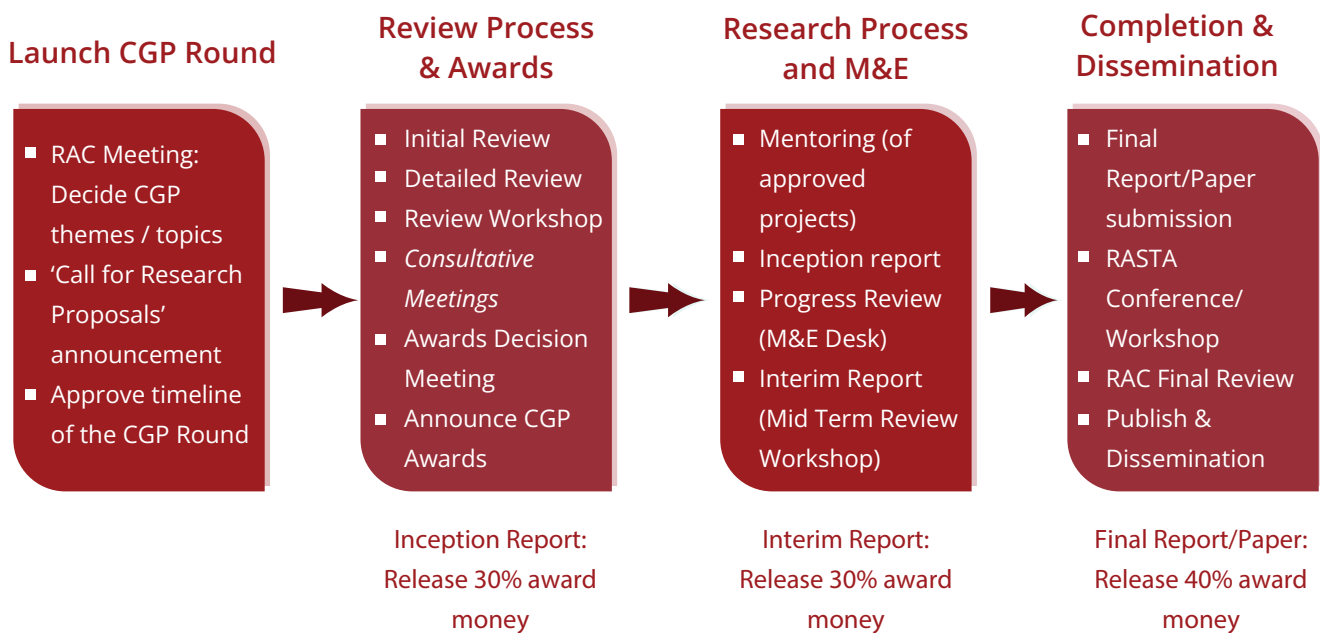 Launch CGP Round
RAC Meeting:
Decide CGP
themes / topics
‘Call for Research
Proposals’
announcement
Approve timeline
of the CGP Round
Review Process
& Awards
Initial Review
Detailed Review
Review Workshop
Consultative
Meetings
Awards Decision
Meeting
Announce CGP
Awards
Inception Report:
Release 30% award
money
Research Process
and M&E
Mentoring (of
approved
projects)
Inception report
Progress Review
(M&E Desk)
Interim Report
(Mid Term Review
Workshop)
Interim Report:
Release 30% award
money
Completion &
Dissemination
Final
Report/Paper
submission
RASTA
Conference/
Workshop
RAC Final Review
Publish &
Dissemination
Final Report/Paper:
Release 40% award
money